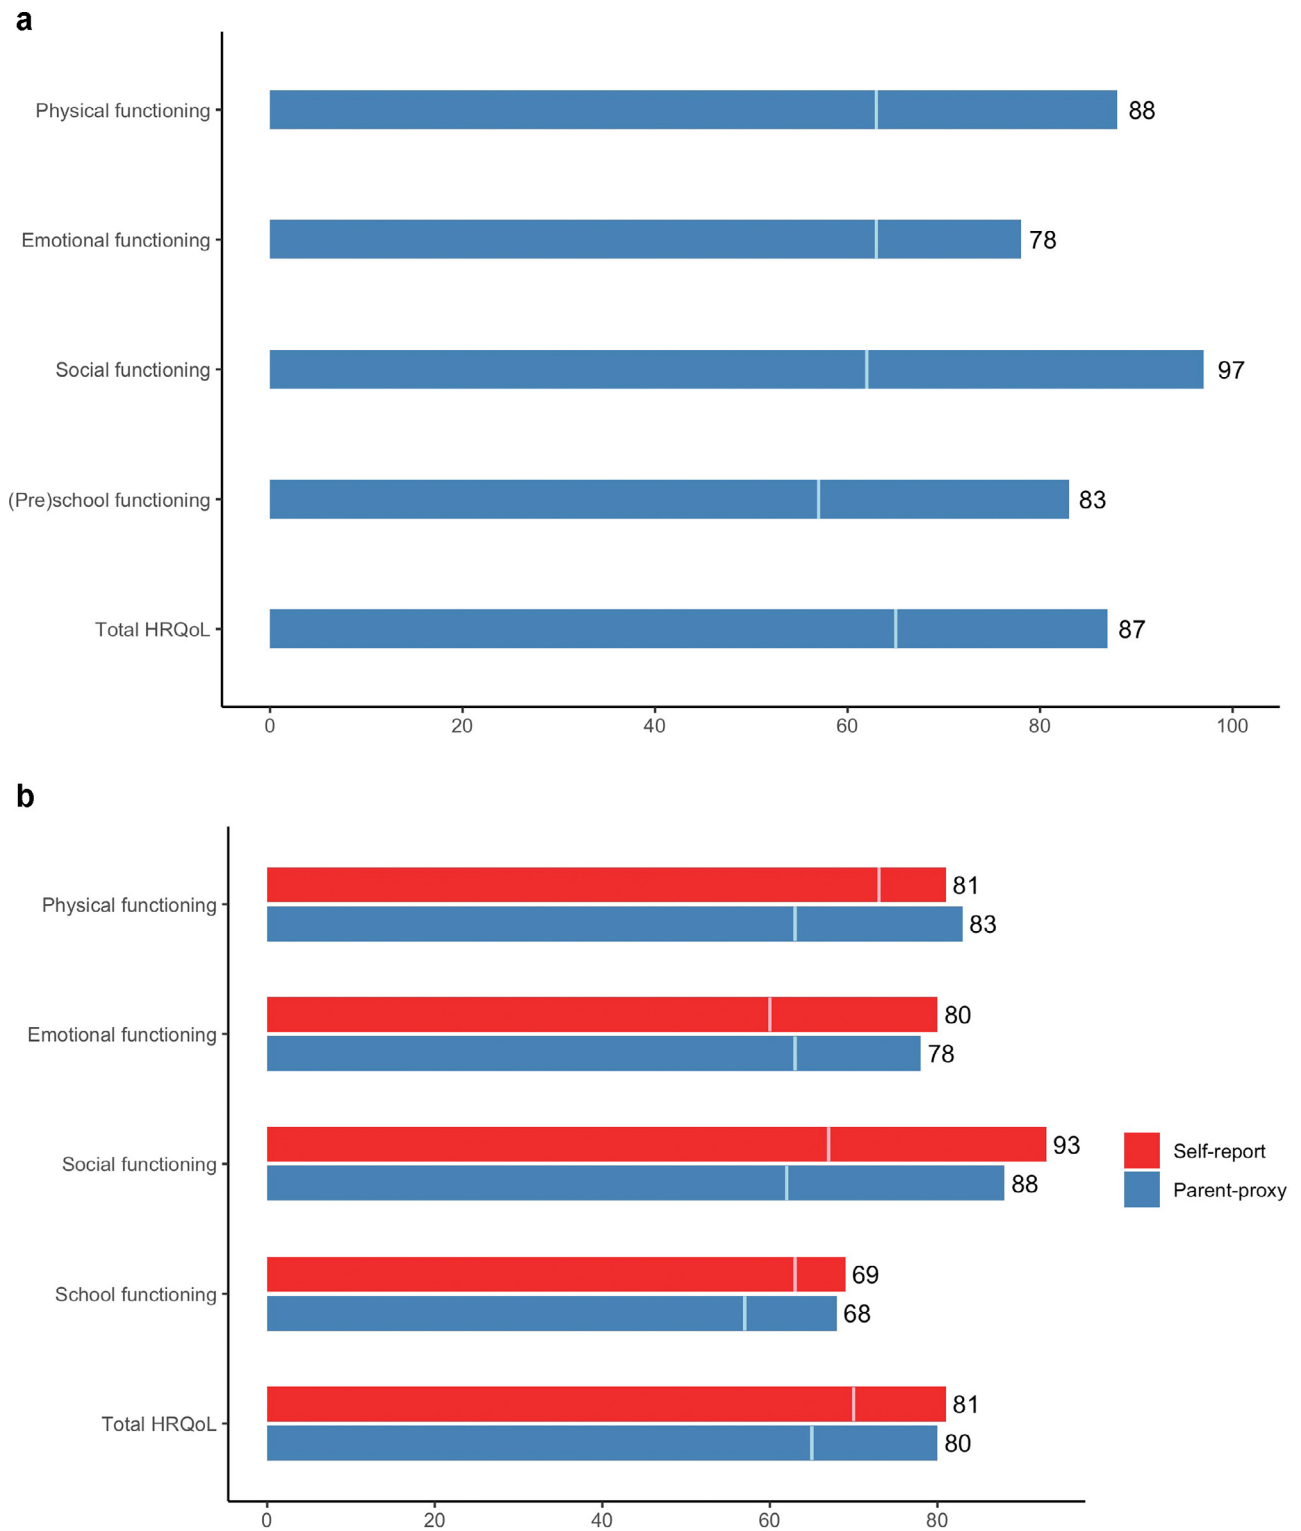 a
Physical functioning
88
Emotional functioning
78
Social functioning
97
(Pre)school functioning
83
Total HRQoL
87
0 20 40 60 80 100
b
Physical functioning
81
83
Emotional functioning
80
78
Social functioning
93
88
Self-report
Parent-proxy
School functioning
69
68
Total HRQoL
81
80
0 20 40 60 80